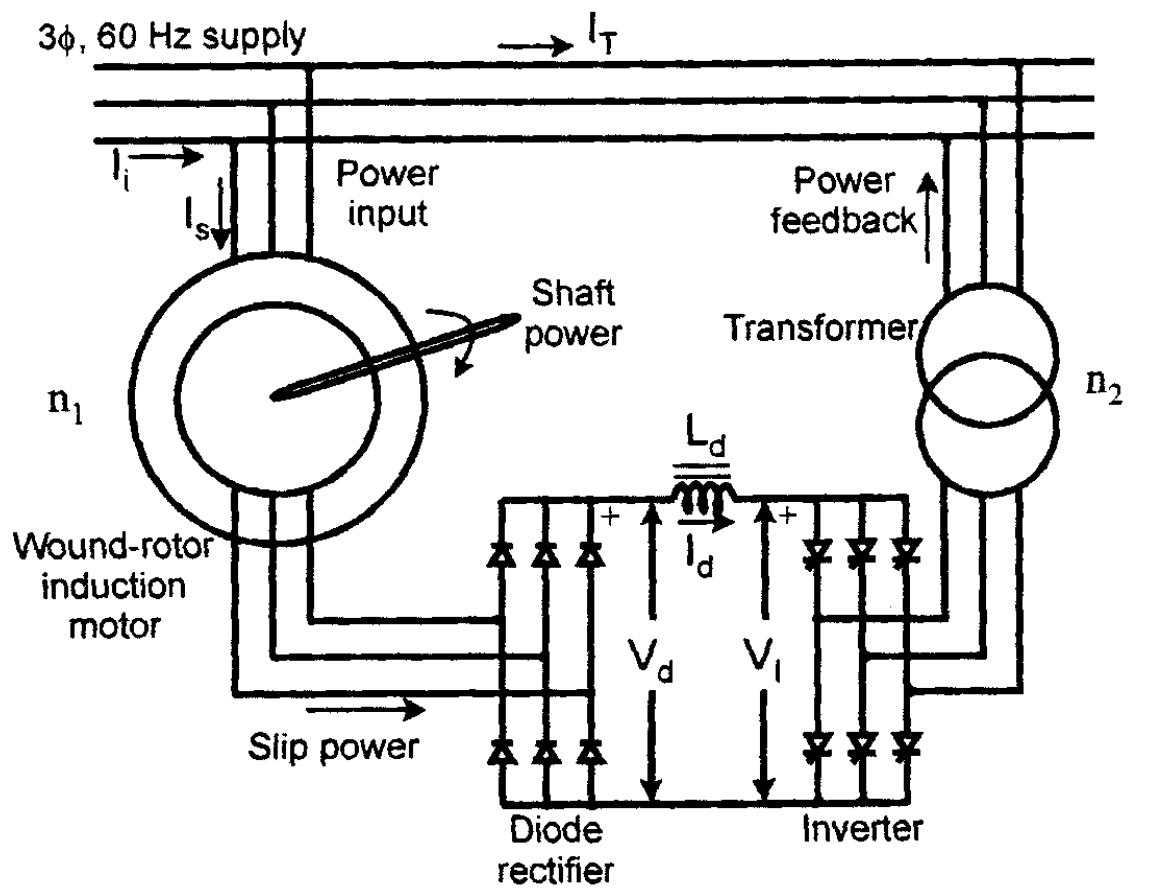 3ϕ, 60 Hz supply
I_T
I_i
I_s
Power
input
Power
feedback
Shaft
power
Transformer
n_1
n_2
L_d
+
I_d
+
Wound-rotor
induction
motor
V_d
V_I
Slip power
Diode
rectifier
Inverter